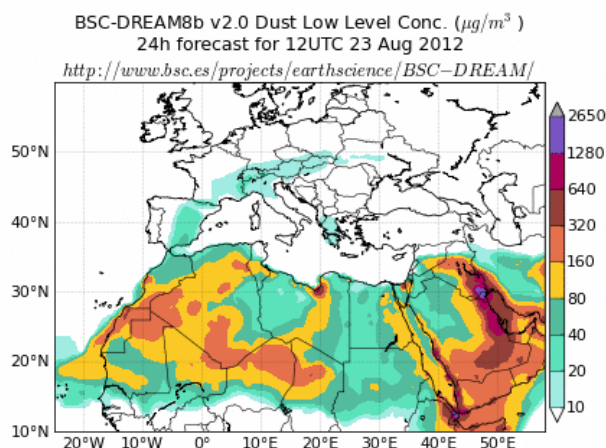 BSC-DREAM8b v2.0 Dust Low Level Conc. (μg/m³ )
24h forecast for 12UTC 23 Aug 2012
http://www.bsc.es/projects/earthscience/BSC−DREAM/
2650
1280
640
320
160
80
40
20
10
50°N
40°N
30°N
20°N
10°N
20°W 10°W 0° 10°E 20°E 30°E 40°E 50°E